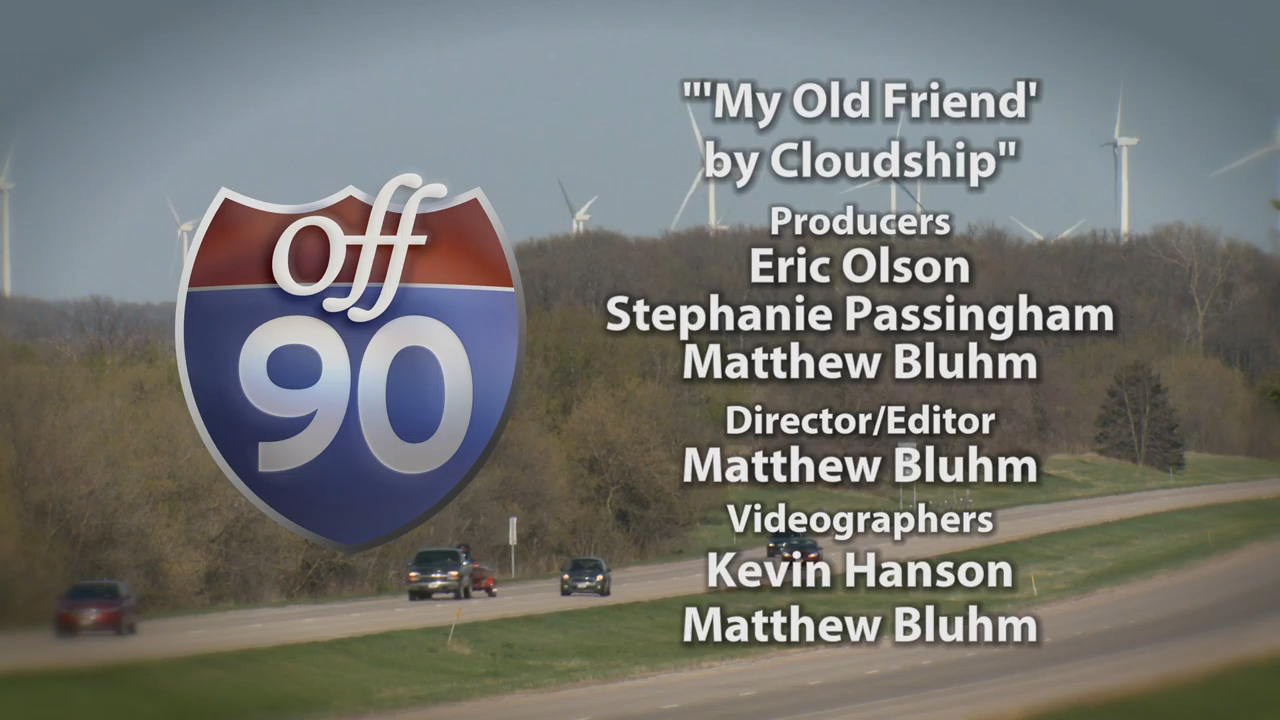 off
90
"'My Old Friend'
by Cloudship"
Producers
Eric Olson
Stephanie Passingham
Matthew Bluhm
Director/Editor
Matthew Bluhm
Videographers
Kevin Hanson
Matthew Bluhm